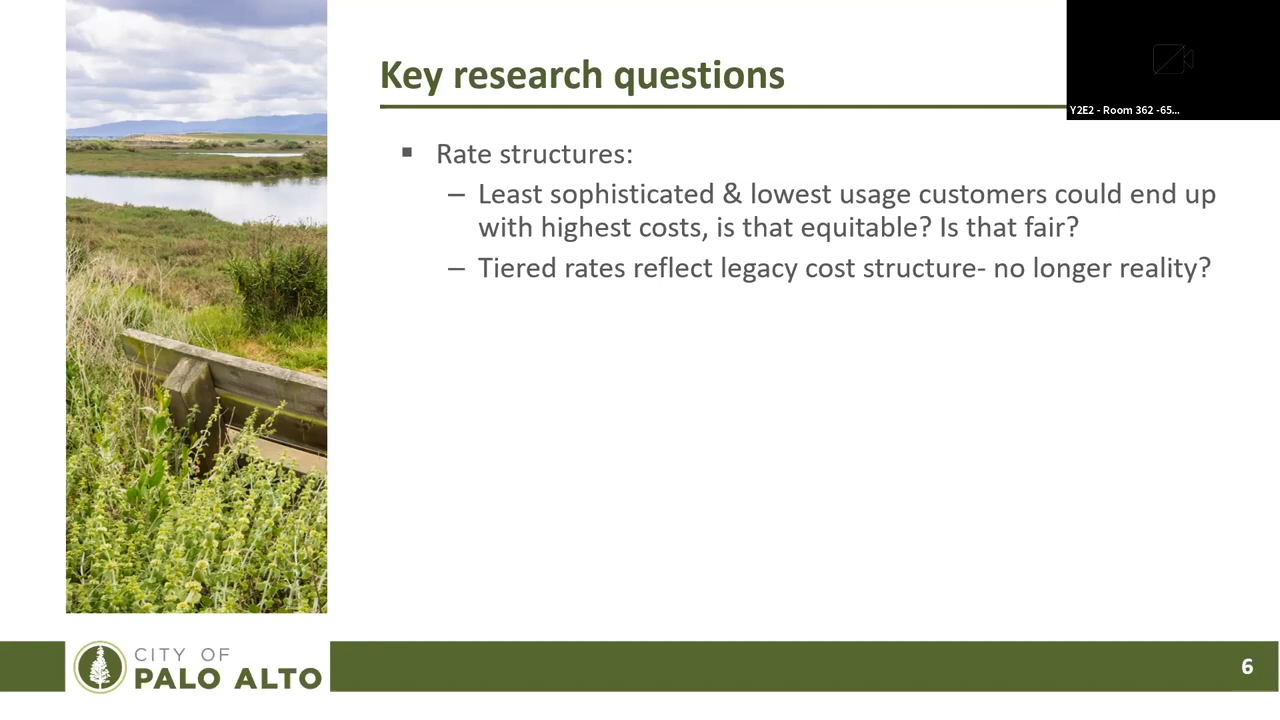 Key research questions
Y2E2 - Room 362 -65...
▪ Rate structures:
– Least sophisticated & lowest usage customers could end up
with highest costs, is that equitable? Is that fair?
– Tiered rates reflect legacy cost structure- no longer reality?
CITY OF
PALO ALTO
6